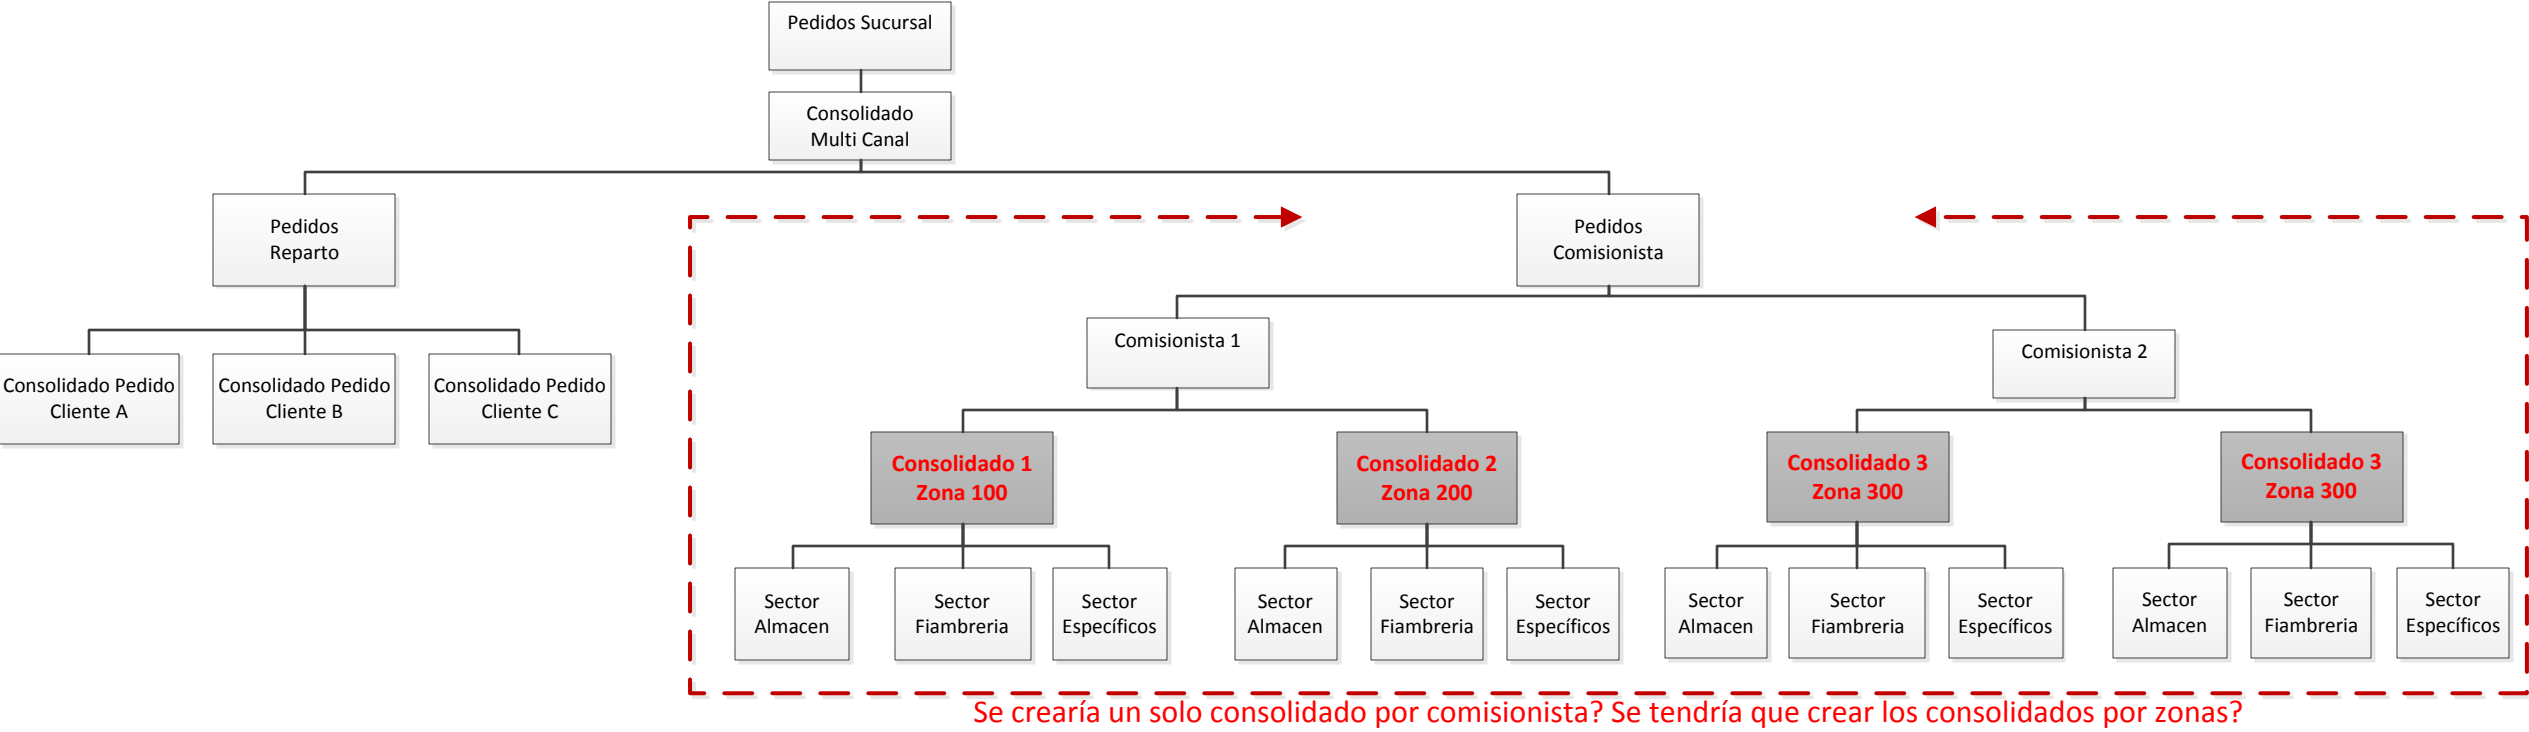 Pedidos Sucursal
Consolidado
Multi Canal
Pedidos
Reparto
Pedidos
Comisionista
Consolidado Pedido
Cliente A
Consolidado Pedido
Cliente B
Consolidado Pedido
Cliente C
Comisionista 1
Comisionista 2
Consolidado 1
Zona 100
Consolidado 2
Zona 200
Consolidado 3
Zona 300
Consolidado 3
Zona 300
Sector
Almacen
Sector
Fiambreria
Sector
Específicos
Sector
Almacen
Sector
Fiambreria
Sector
Específicos
Sector
Almacen
Sector
Fiambreria
Sector
Específicos
Sector
Almacen
Sector
Fiambreria
Sector
Específicos
Se crearía un solo consolidado por comisionista? Se tendría que crear los consolidados por zonas?